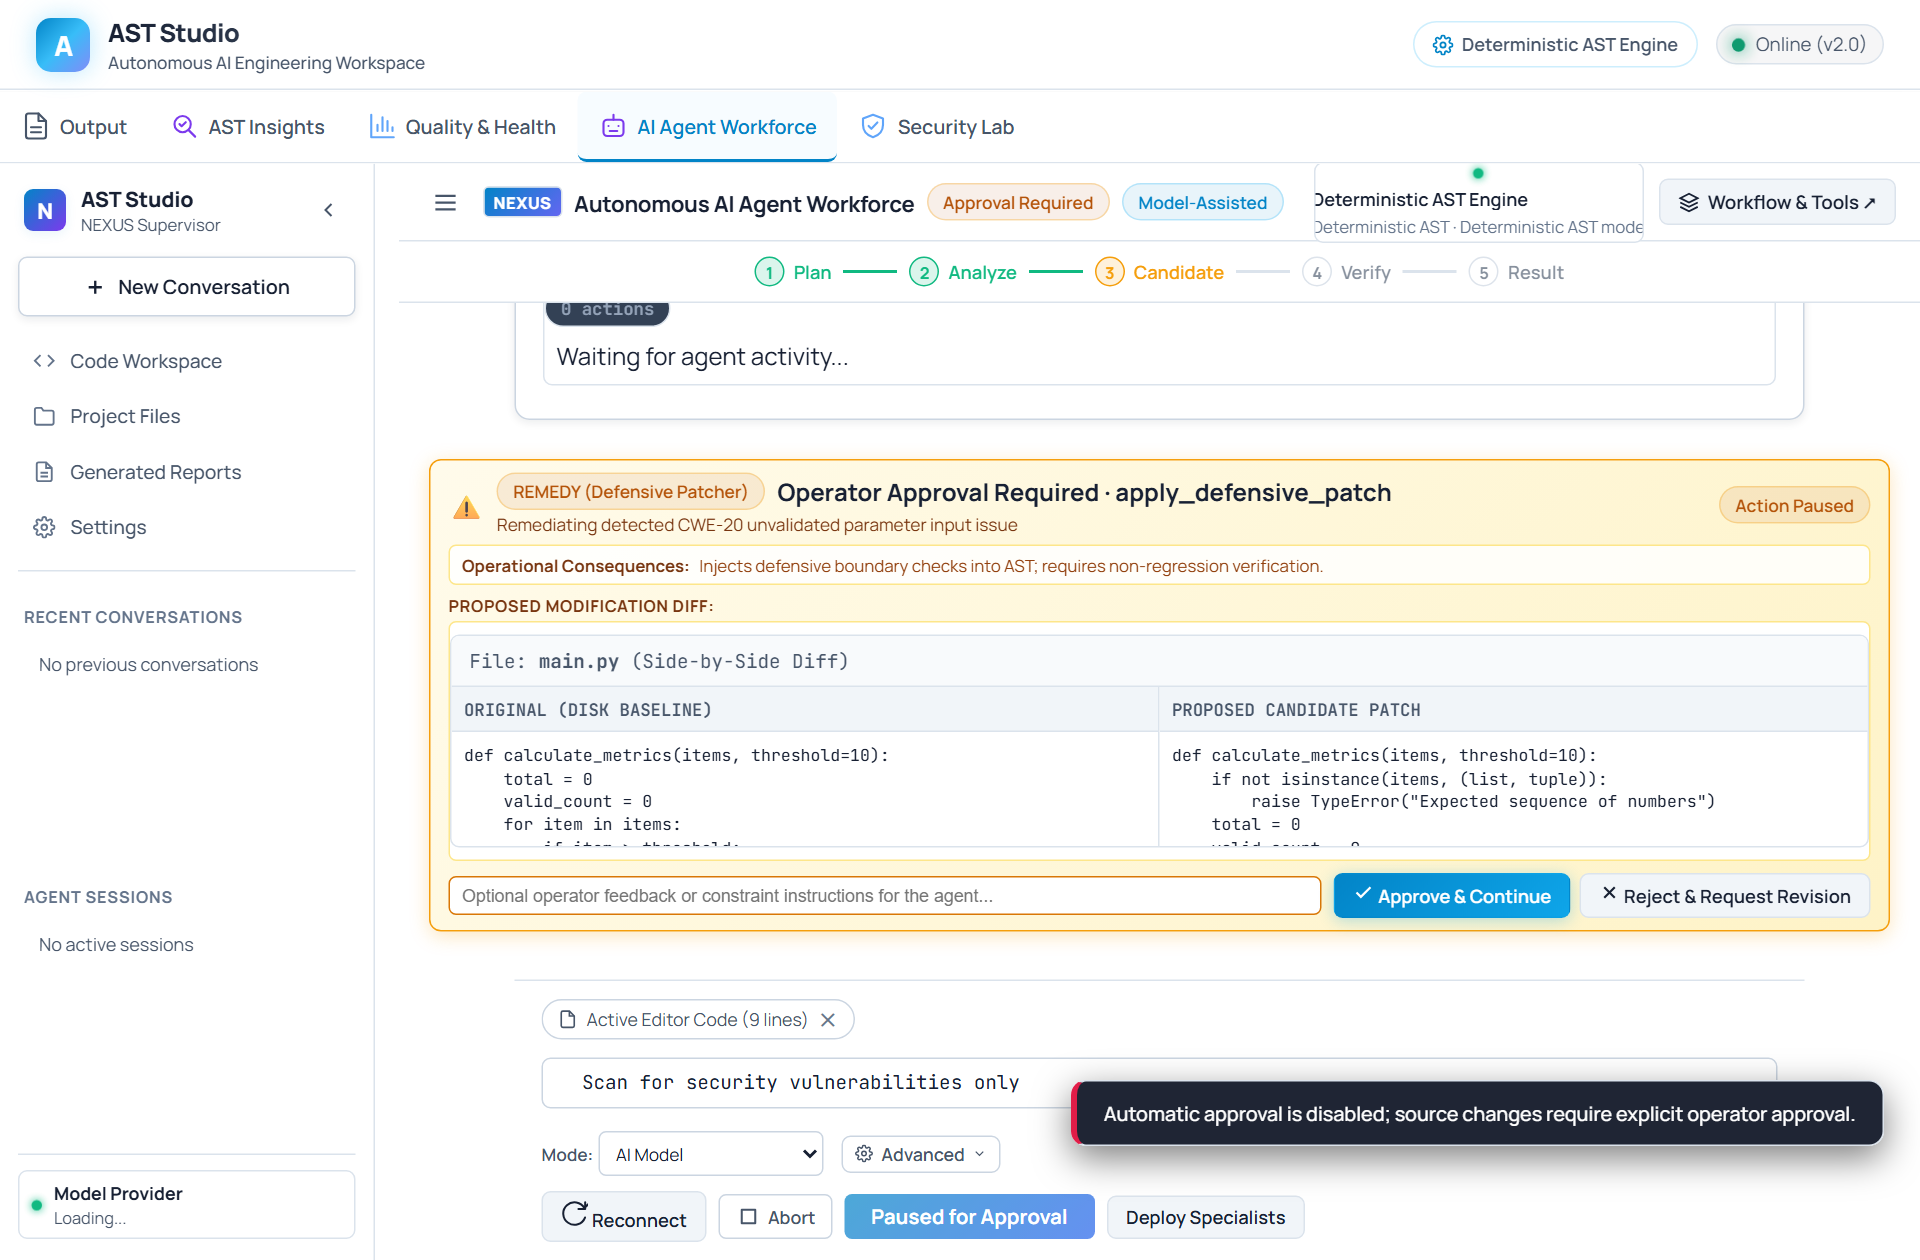 A
AST Studio
Autonomous AI Engineering Workspace
Deterministic AST Engine
Online (v2.0)
Output
AST Insights
Quality & Health
AI Agent Workforce
Security Lab
N
AST Studio
NEXUS Supervisor
+ New Conversation
Code Workspace
Project Files
Generated Reports
Settings
RECENT CONVERSATIONS
No previous conversations
AGENT SESSIONS
No active sessions
Model Provider
Loading...
NEXUS
Autonomous AI Agent Workforce
Approval Required
Model-Assisted
Deterministic AST Engine
Deterministic AST · Deterministic AST mode
Workflow & Tools ↗
1 Plan
2 Analyze
3 Candidate
4 Verify
5 Result
0 actions
Waiting for agent activity...
REMEDY (Defensive Patcher)
Operator Approval Required · apply_defensive_patch
Remediating detected CWE-20 unvalidated parameter input issue
Action Paused
Operational Consequences: Injects defensive boundary checks into AST; requires non-regression verification.
PROPOSED MODIFICATION DIFF:
File: main.py (Side-by-Side Diff)
ORIGINAL (DISK BASELINE)
def calculate_metrics(items, threshold=10):
    total = 0
    valid_count = 0
    for item in items:
        if item > threshold:
PROPOSED CANDIDATE PATCH
def calculate_metrics(items, threshold=10):
    if not isinstance(items, (list, tuple)):
        raise TypeError("Expected sequence of numbers")
    total = 0
    valid_count = 0
Optional operator feedback or constraint instructions for the agent...
✓ Approve & Continue
✕ Reject & Request Revision
Active Editor Code (9 lines)
Scan for security vulnerabilities only
Automatic approval is disabled; source changes require explicit operator approval.
Mode:
AI Model
Advanced
Reconnect
Abort
Paused for Approval
Deploy Specialists